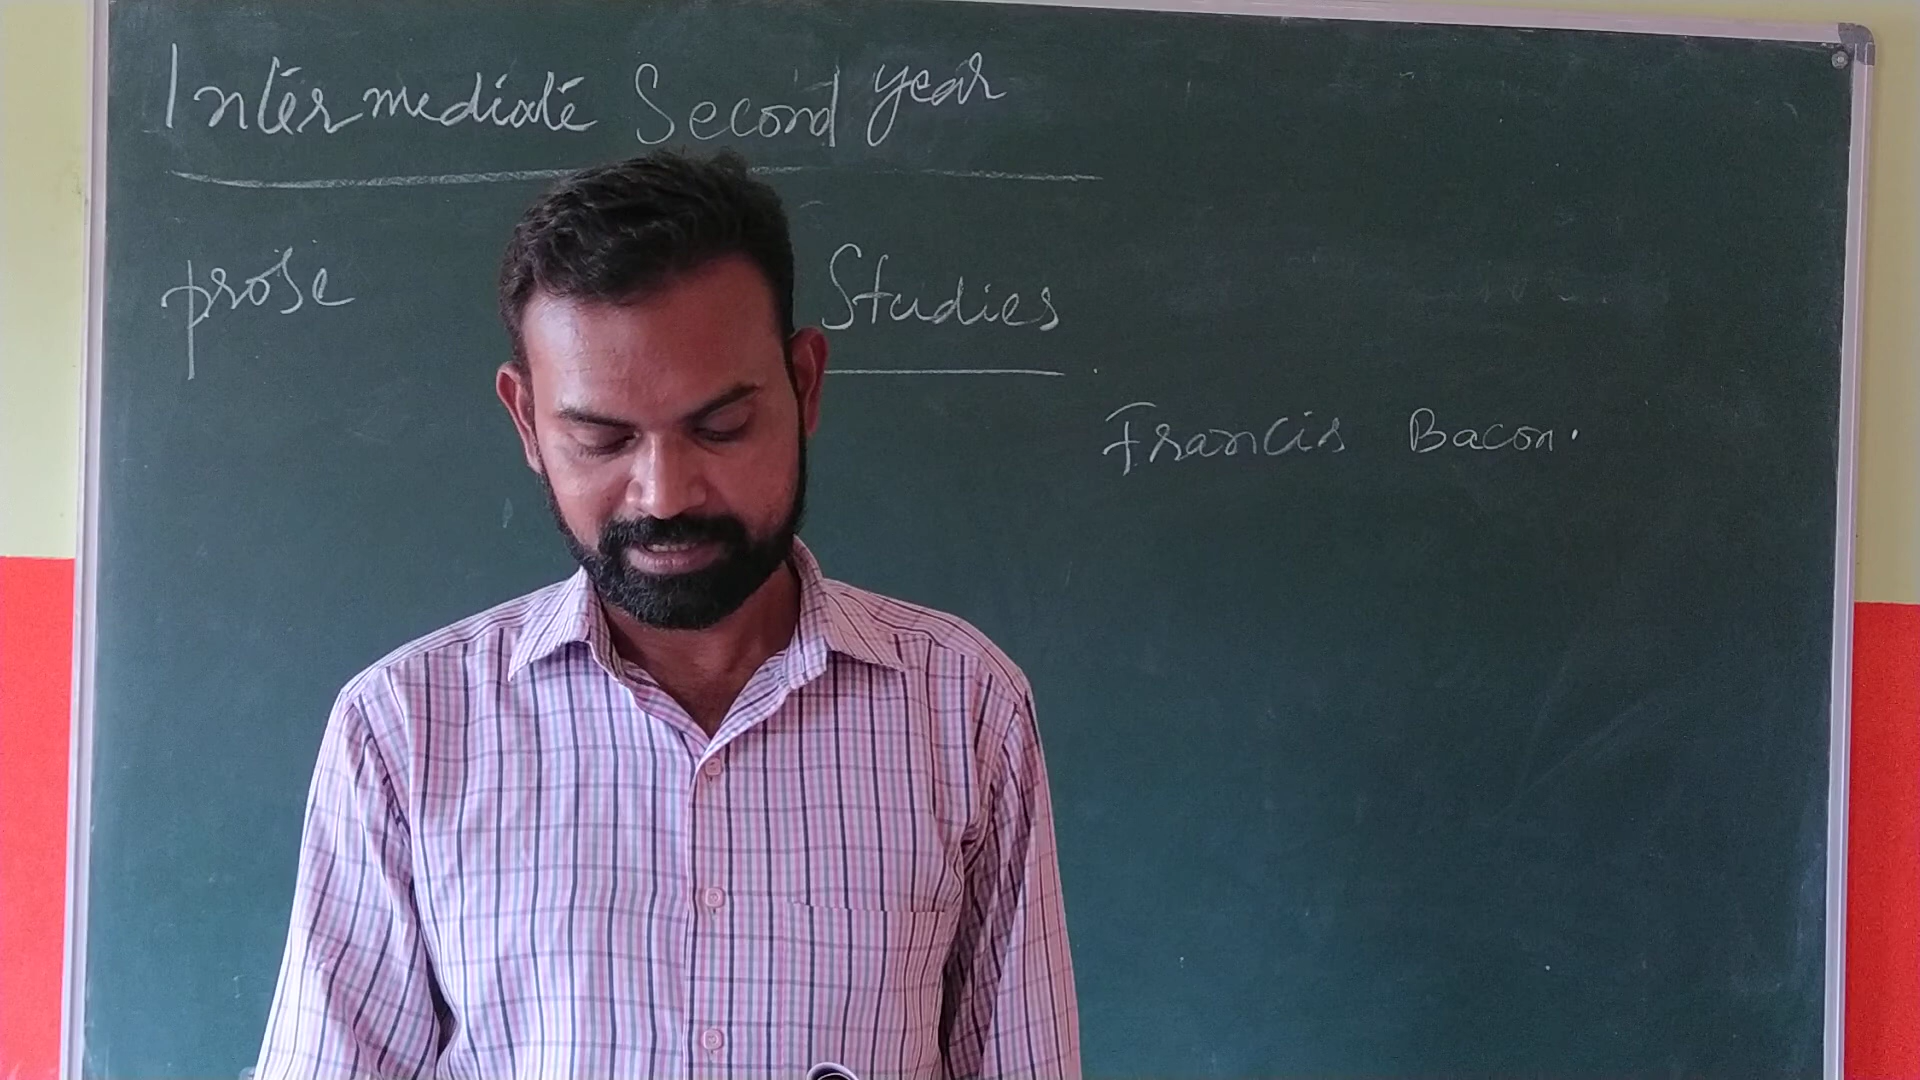 Intermediate Second year
prose Studies
Francis Bacon.